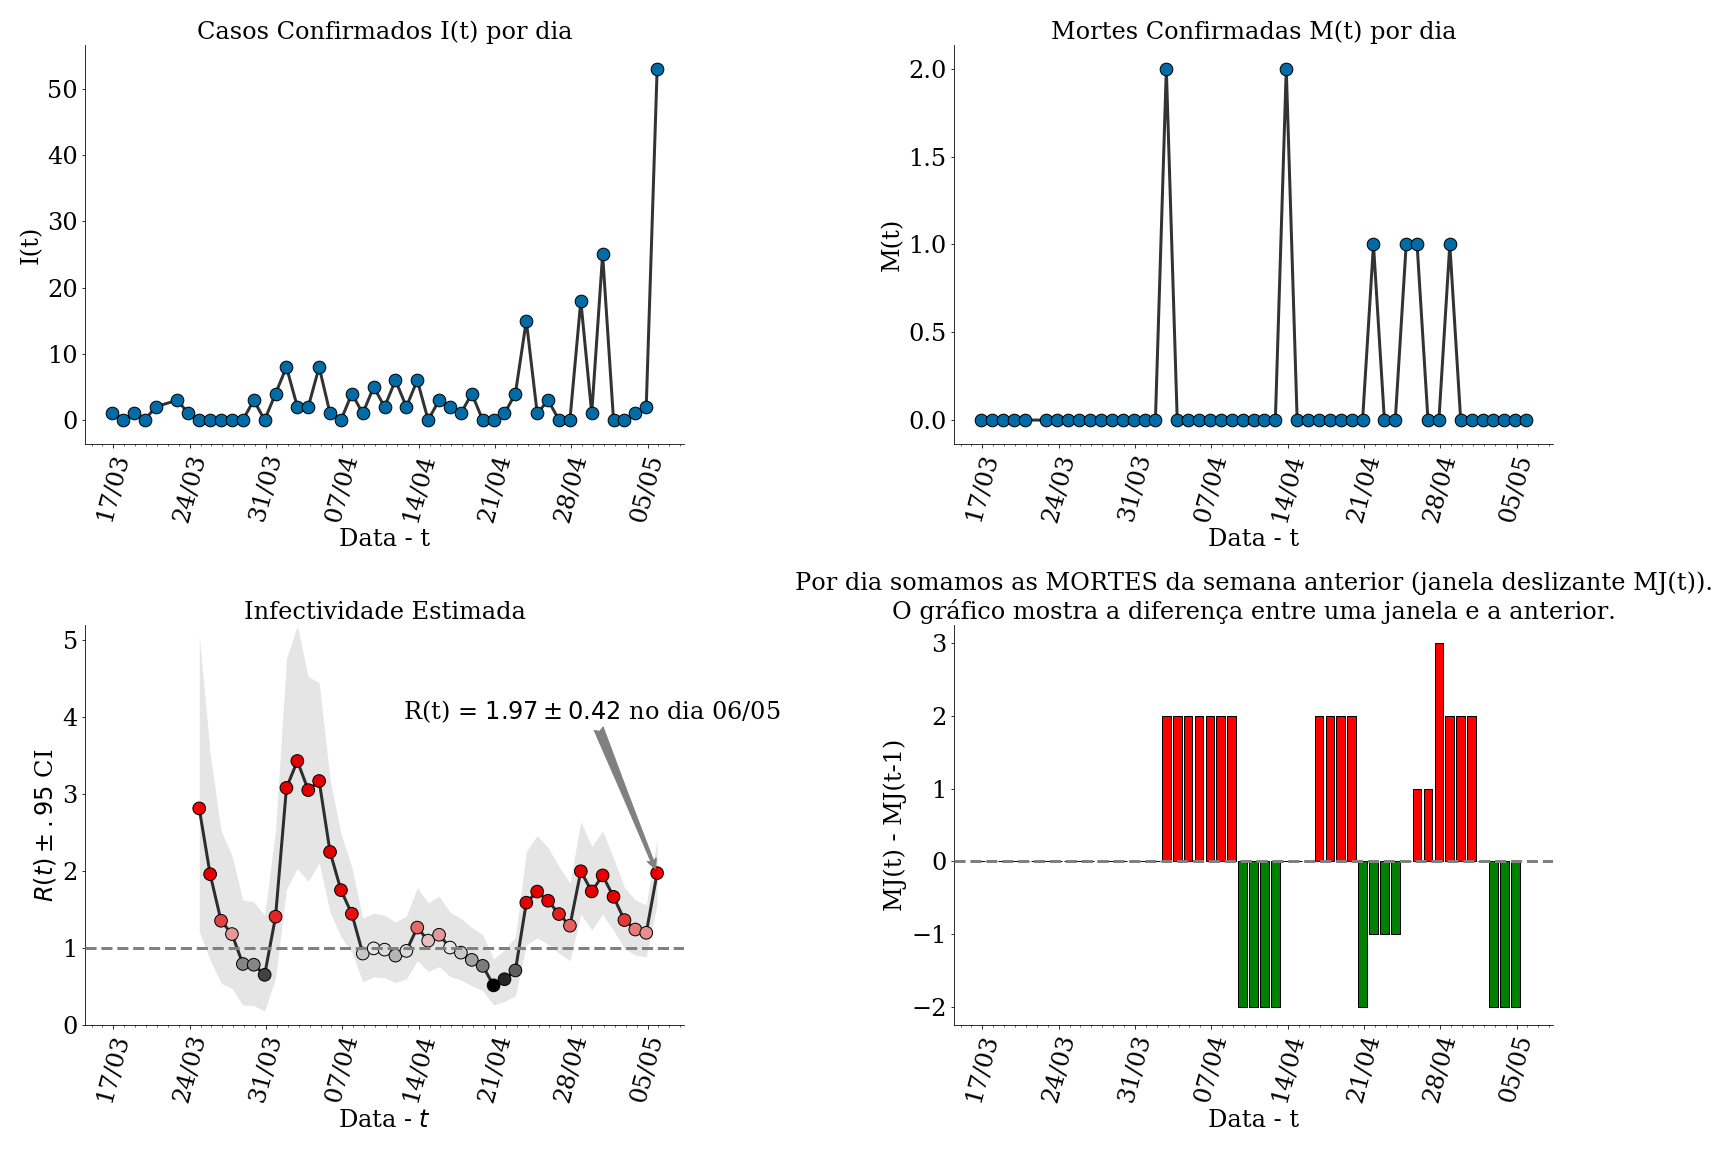 Casos Confirmados I(t) por dia
I(t)
50
40
30
20
10
0
17/03 24/03 31/03 07/04 14/04 21/04 28/04 05/05
Data - t
Mortes Confirmadas M(t) por dia
M(t)
2.0
1.5
1.0
0.5
0.0
17/03 24/03 31/03 07/04 14/04 21/04 28/04 05/05
Data - t
Infectividade Estimada
R(t) ± .95 CI
5
4
3
2
1
0
R(t) = 1.97 ± 0.42 no dia 06/05
17/03 24/03 31/03 07/04 14/04 21/04 28/04 05/05
Data - t
Por dia somamos as MORTES da semana anterior (janela deslizante MJ(t)).
O gráfico mostra a diferença entre uma janela e a anterior.
MJ(t) - MJ(t-1)
3
2
1
0
−1
−2
17/03 24/03 31/03 07/04 14/04 21/04 28/04 05/05
Data - t